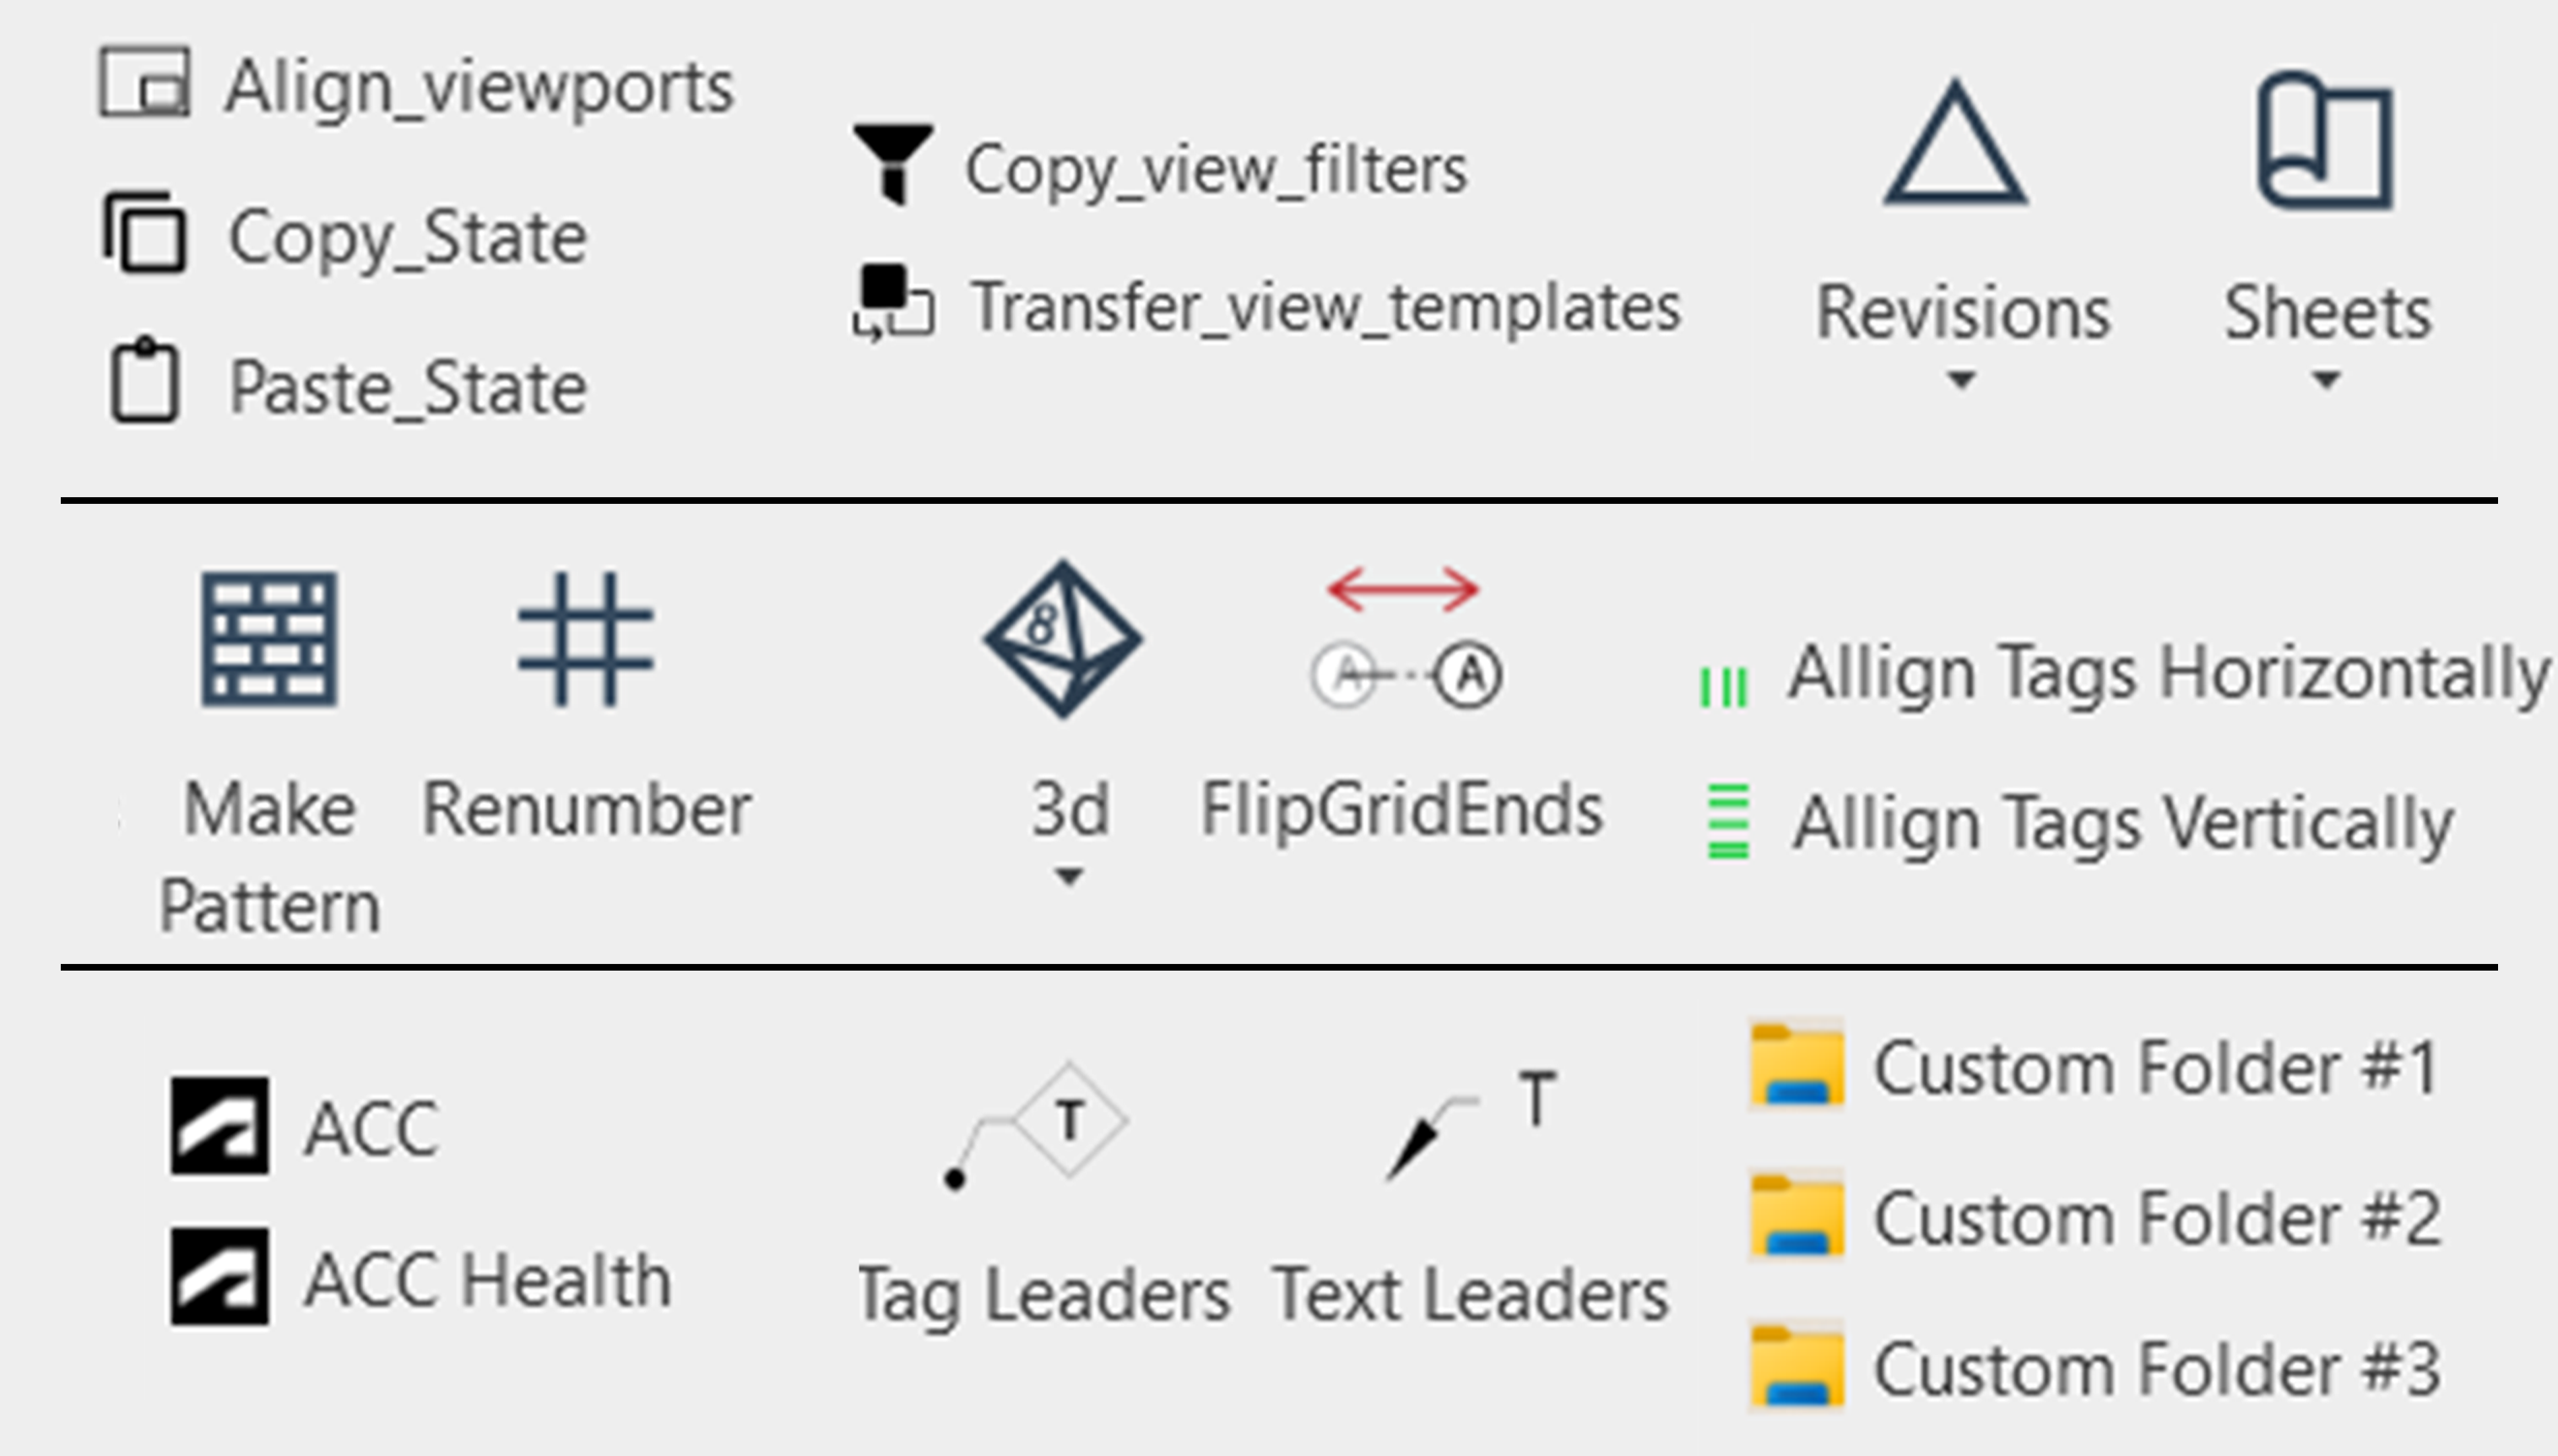 Align_viewports
Copy_State
Paste_State
Copy_view_filters
Transfer_view_templates
Revisions
Sheets
Make
Pattern
Renumber
8
3d
A A
FlipGridEnds
Allign Tags Horizontally
Allign Tags Vertically
ACC
ACC Health
T
Tag Leaders
T
Text Leaders
Custom Folder #1
Custom Folder #2
Custom Folder #3